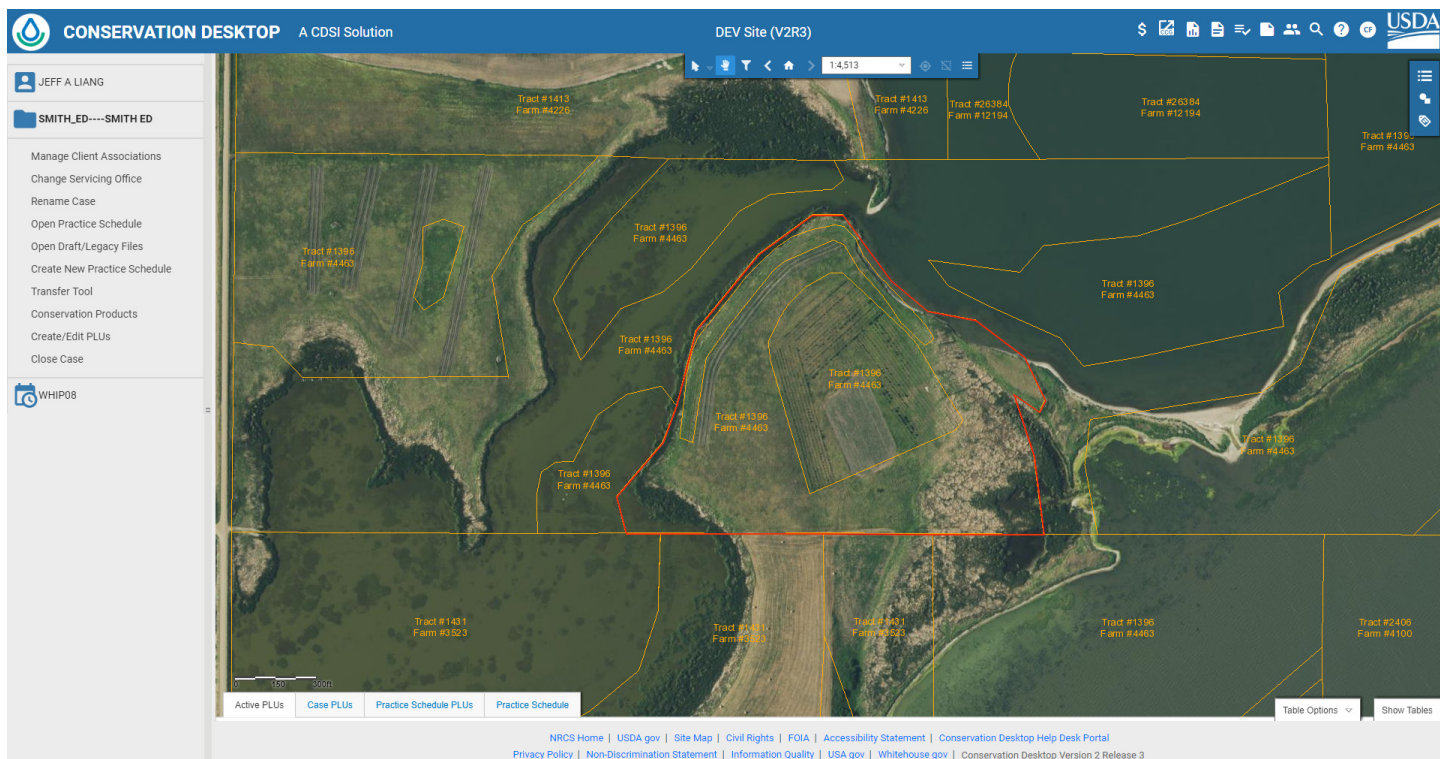 CONSERVATION DESKTOP A CDSI Solution
DEV Site (V2R3)
$
CF
USDA
JEFF A LIANG
SMITH_ED----SMITH ED
Manage Client Associations
Change Servicing Office
Rename Case
Open Practice Schedule
Open Draft/Legacy Files
Create New Practice Schedule
Transfer Tool
Conservation Products
Create/Edit PLUs
Close Case
WHIP08
1:4,513
Tract #1413
Farm #4226
Tract #1413
Farm #4226
Tract #26384
Farm #12194
Tract #26384
Farm #12194
Farm #4463
Tract #1396
Farm #4463
Tract #1396
Farm #4463
Tract #1396
Farm #4463
Tract #1396
Farm #4463
Tract #1396
Farm #4463
Tract #1396
Farm #4463
Tract #1396
Farm #4463
Tract #1396
Farm #4463
Tract #1431
Farm #3523
Tract #1431
Farm #3523
Tract #1431
Farm #3523
Tract #1396
Farm #4463
Tract #2406
Farm #4100
0 150 300ft
Active PLUs
Case PLUs
Practice Schedule PLUs
Practice Schedule
Table Options
Show Tables
NRCS Home | USDA gov | Site Map | Civil Rights | FOIA | Accessibility Statement | Conservation Desktop Help Desk Portal
Privacy Policy | Non-Discrimination Statement | Information Quality | USA gov | Whitehouse gov | Conservation Desktop Version 2 Release 3